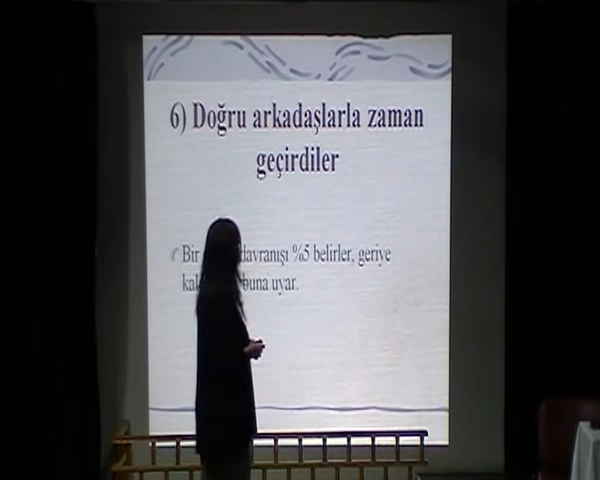 6) Doğru arkadaşlarla zaman
geçirdiler
Bir davranışı %5 belirler, geriye
buna uyar.